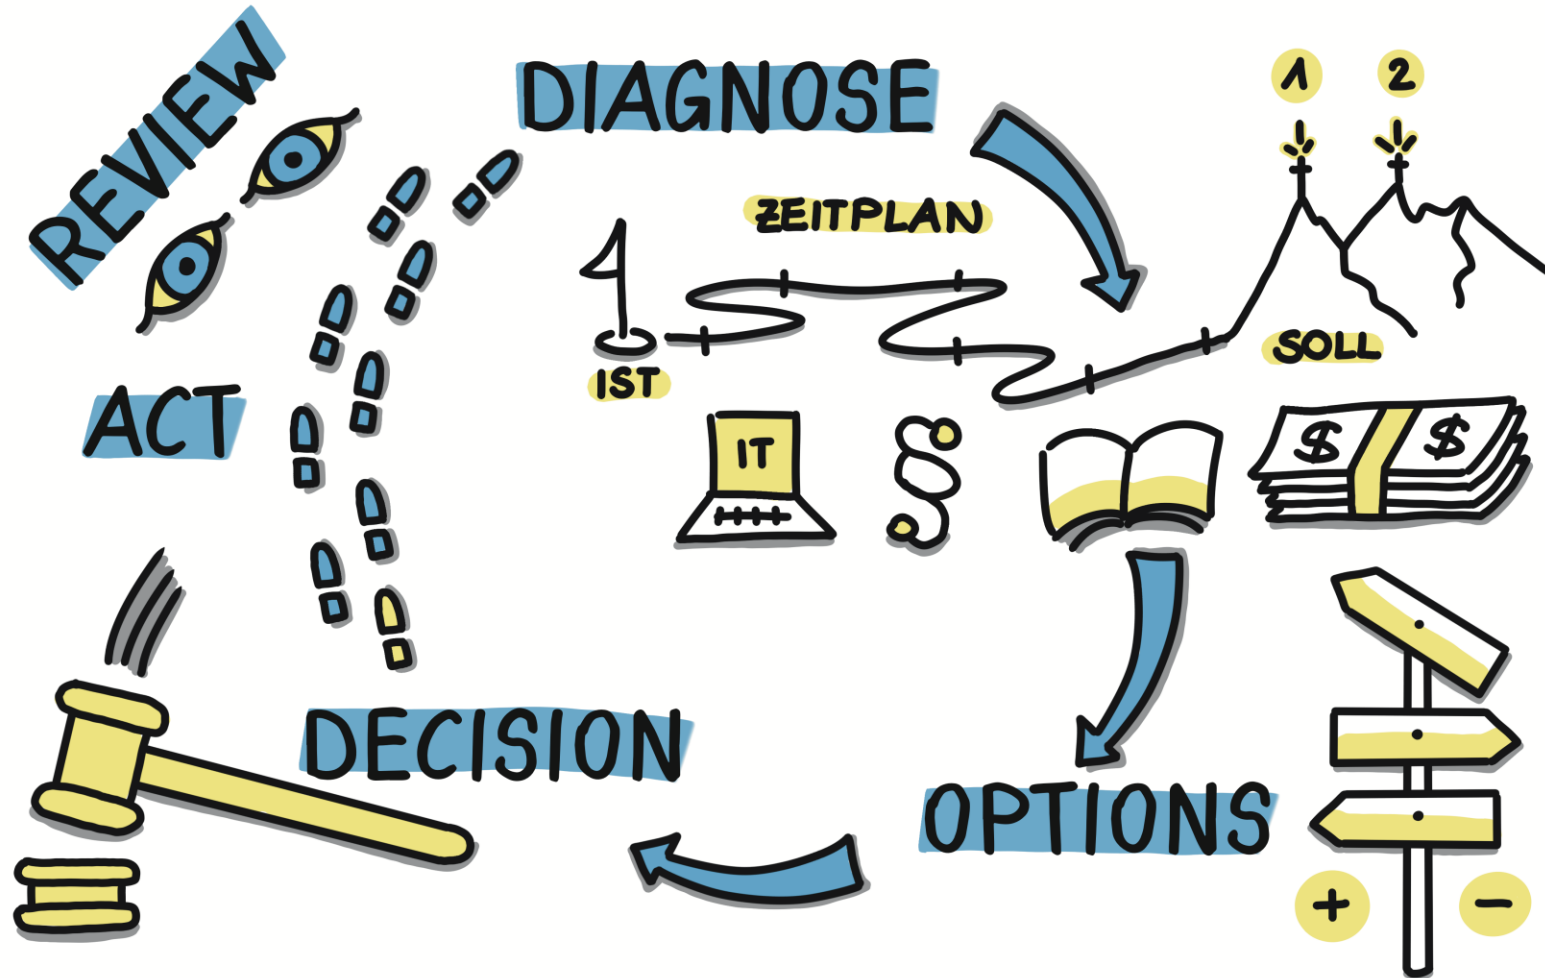 REVIEW
DIAGNOSE
1
2
ZEITPLAN
IST
SOLL
ACT
IT
§
$
$
DECISION
OPTIONS
+
−